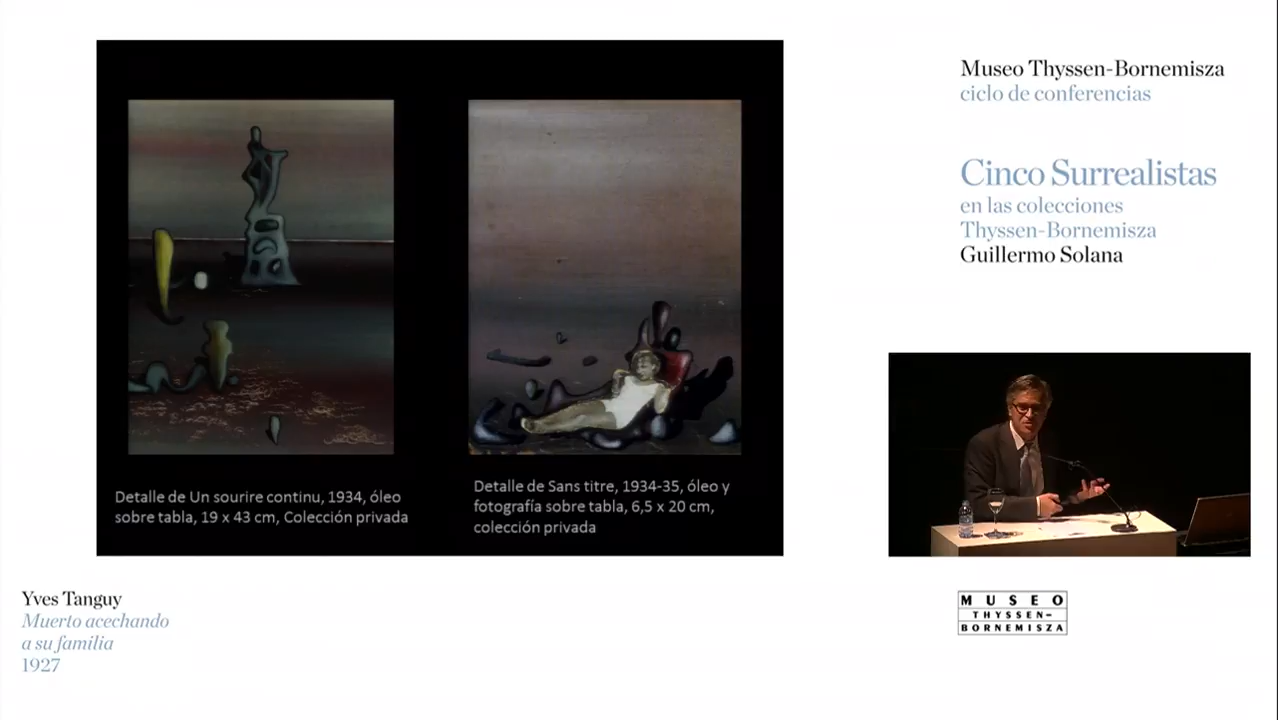 Museo Thyssen-Bornemisza
ciclo de conferencias
Cinco Surrealistas
en las colecciones
Thyssen-Bornemisza
Guillermo Solana
Detalle de Un sourire continu, 1934, óleo
sobre tabla, 19 x 43 cm, Colección privada
Detalle de Sans titre, 1934-35, óleo y
fotografía sobre tabla, 6,5 x 20 cm,
colección privada
Yves Tanguy
Muerto acechando
a su familia
1927
MUSEO
THYSSEN-
BORNEMISZA